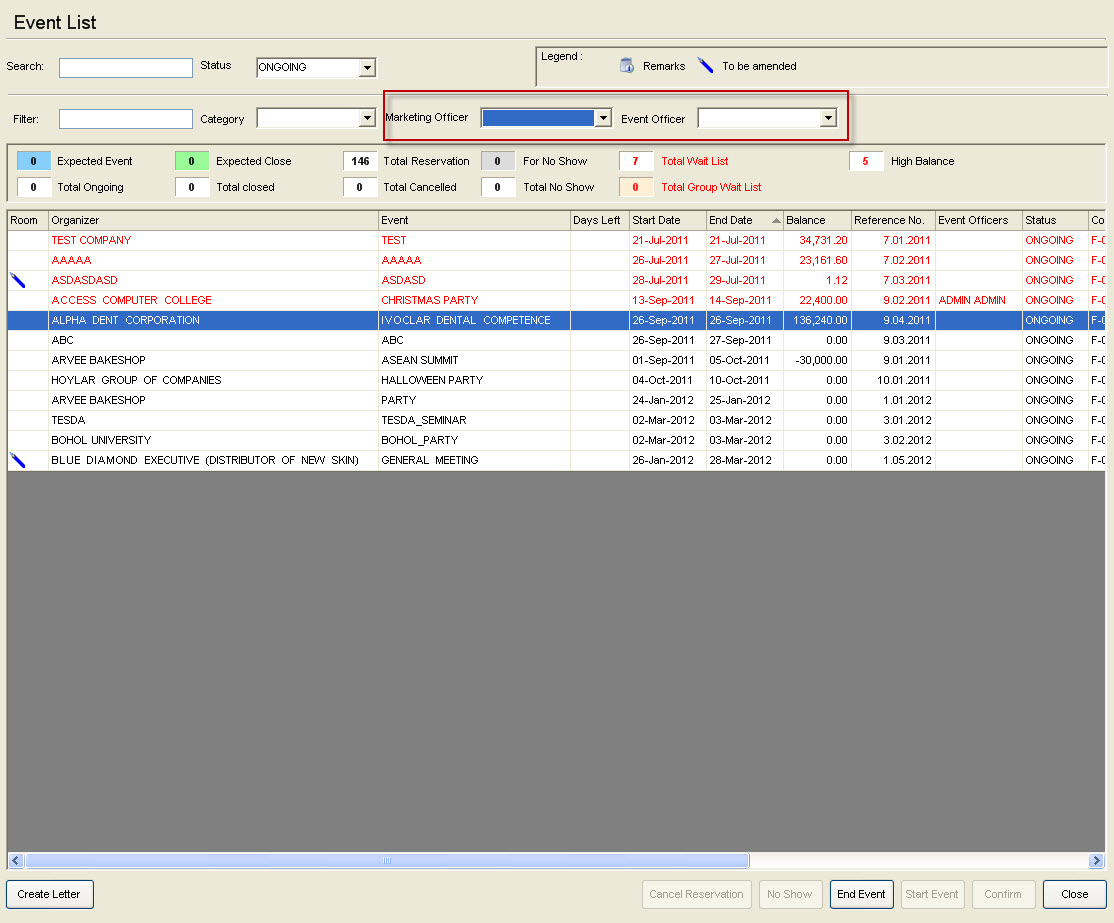 Event List
Search: Status ONGOING Legend : Remarks To be amended
Filter: Category Marketing Officer Event Officer
0 Expected Event 0 Expected Close 146 Total Reservation 0 For No Show 7 Total Wait List 5 High Balance
0 Total Ongoing 0 Total closed 0 Total Cancelled 0 Total No Show 0 Total Group Wait List
Room Organizer Event Days Left Start Date End Date Balance Reference No. Event Officers Status Co
TEST COMPANY TEST 21-Jul-2011 21-Jul-2011 34,731.20 7.01.2011 ONGOING F-0
AAAAA AAAAA 26-Jul-2011 27-Jul-2011 23,161.60 7.02.2011 ONGOING F-0
ASDASDASD ASDASD 28-Jul-2011 29-Jul-2011 1.12 7.03.2011 ONGOING F-0
ACCESS COMPUTER COLLEGE CHRISTMAS PARTY 13-Sep-2011 14-Sep-2011 22,400.00 9.02.2011 ADMIN ADMIN ONGOING F-0
ALPHA DENT CORPORATION IVOCLAR DENTAL COMPETENCE 26-Sep-2011 26-Sep-2011 136,240.00 9.04.2011 ONGOING F-0
ABC ABC 26-Sep-2011 27-Sep-2011 0.00 9.03.2011 ONGOING F-0
ARVEE BAKESHOP ASEAN SUMMIT 01-Sep-2011 05-Oct-2011 -30,000.00 9.01.2011 ONGOING F-0
HOYLAR GROUP OF COMPANIES HALLOWEEN PARTY 04-Oct-2011 10-Oct-2011 0.00 10.01.2011 ONGOING F-0
ARVEE BAKESHOP PARTY 24-Jan-2012 25-Jan-2012 0.00 1.01.2012 ONGOING F-0
TESDA TESDA_SEMINAR 02-Mar-2012 03-Mar-2012 0.00 3.01.2012 ONGOING F-0
BOHOL UNIVERSITY BOHOL_PARTY 02-Mar-2012 03-Mar-2012 0.00 3.02.2012 ONGOING F-0
BLUE DIAMOND EXECUTIVE (DISTRIBUTOR OF NEW SKIN) GENERAL MEETING 26-Jan-2012 28-Mar-2012 0.00 1.05.2012 ONGOING F-0
Create Letter Cancel Reservation No Show End Event Start Event Confirm Close